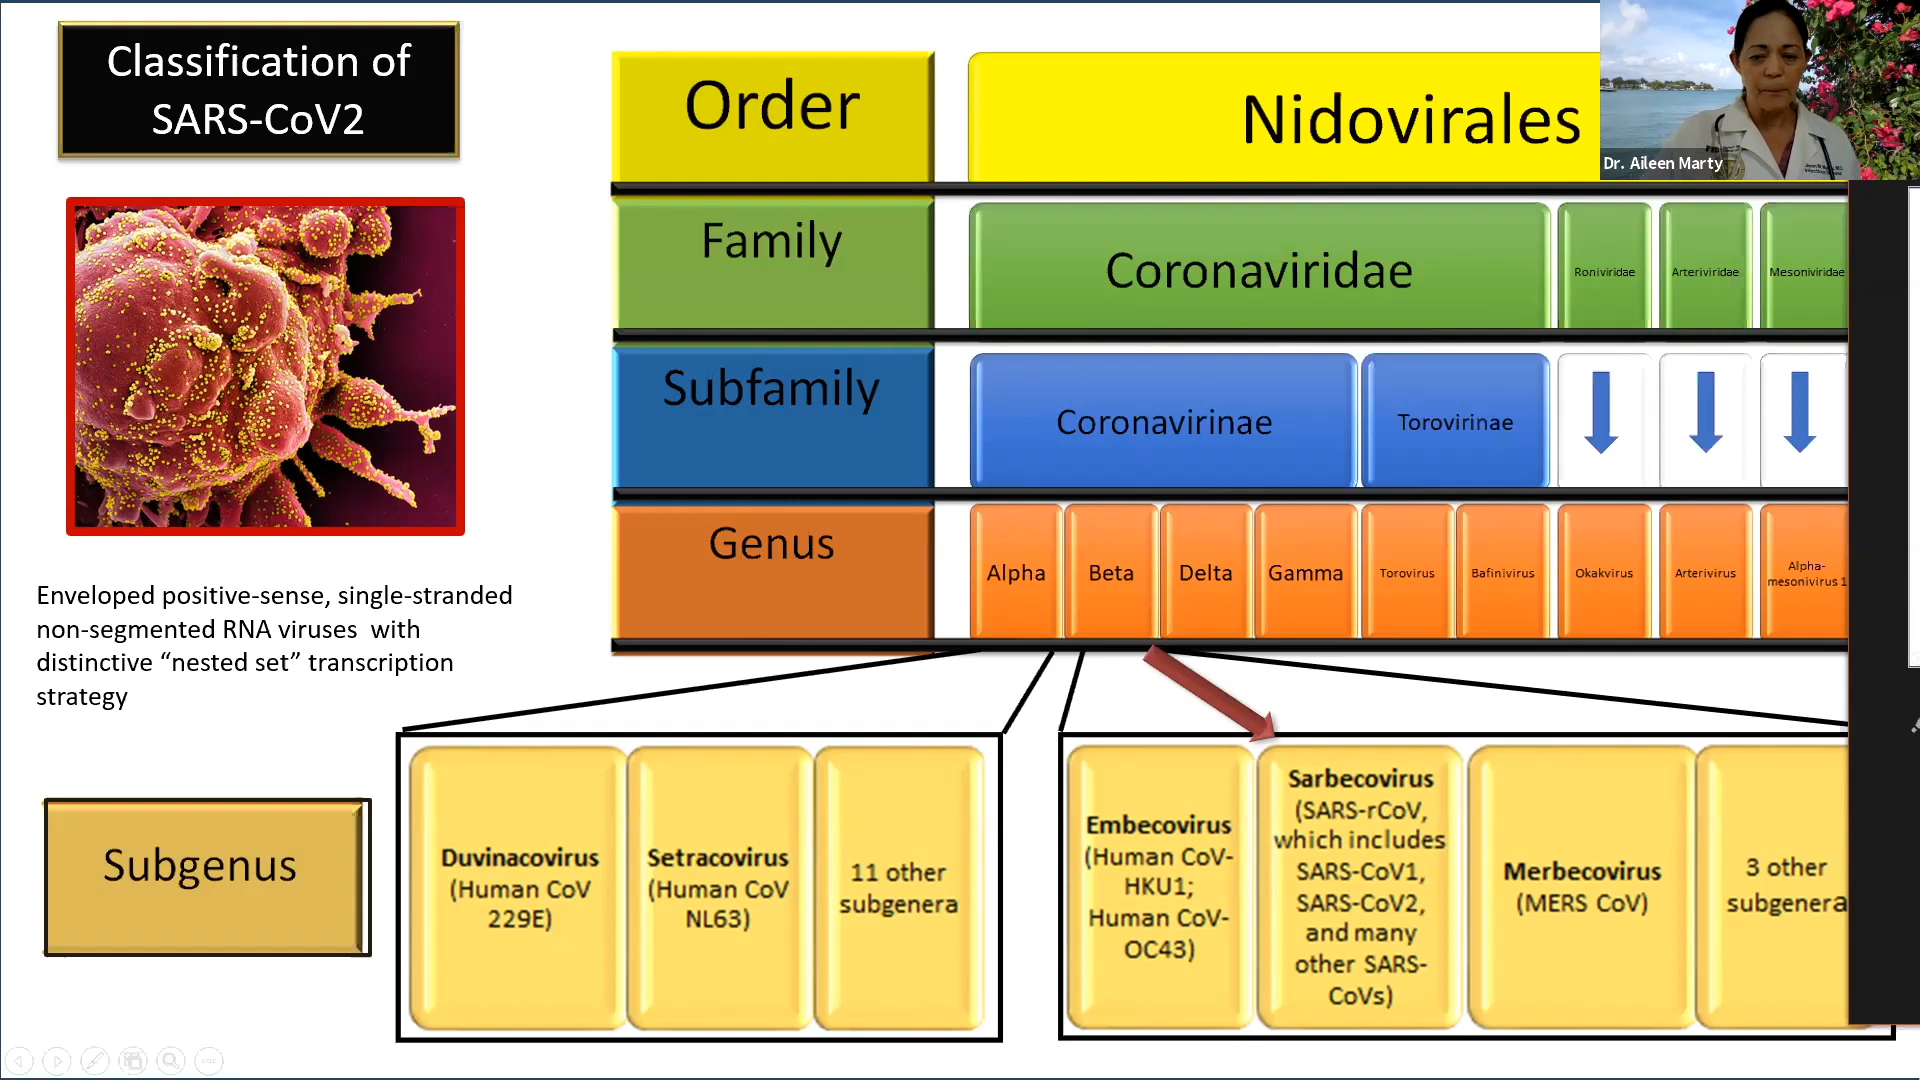 Classification of
SARS-CoV2
Order
Nidovirales
Dr. Aileen Marty
Family
Coronaviridae
Roniviridae
Arteriviridae
Mesoniviridae
Subfamily
Coronavirinae
Torovirinae
Genus
Alpha
Beta
Delta
Gamma
Torovirus
Bafinivirus
Okakvirus
Arterivirus
Alpha-
mesonivirus 1
Enveloped positive-sense, single-stranded
non-segmented RNA viruses with
distinctive “nested set” transcription
strategy
Subgenus
Duvinacovirus
(Human CoV
229E)
Setracovirus
(Human CoV
NL63)
11 other
subgenera
Embecovirus
(Human CoV-
HKU1;
Human CoV-
OC43)
Sarbecovirus
(SARS-rCoV,
which includes
SARS-CoV1,
SARS-CoV2,
and many
other SARS-
CoVs)
Merbecovirus
(MERS CoV)
3 other
subgenera